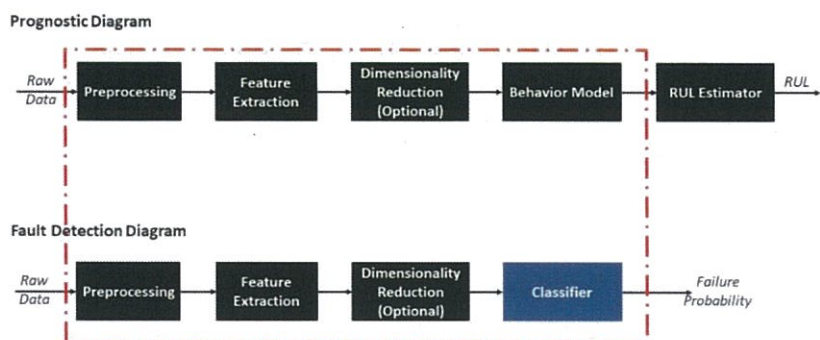 Prognostic Diagram
Raw
Data
Preprocessing
Feature
Extraction
Dimensionality
Reduction
(Optional)
Behavior Model
RUL Estimator
RUL
Fault Detection Diagram
Raw
Data
Preprocessing
Feature
Extraction
Dimensionality
Reduction
(Optional)
Classifier
Failure
Probability